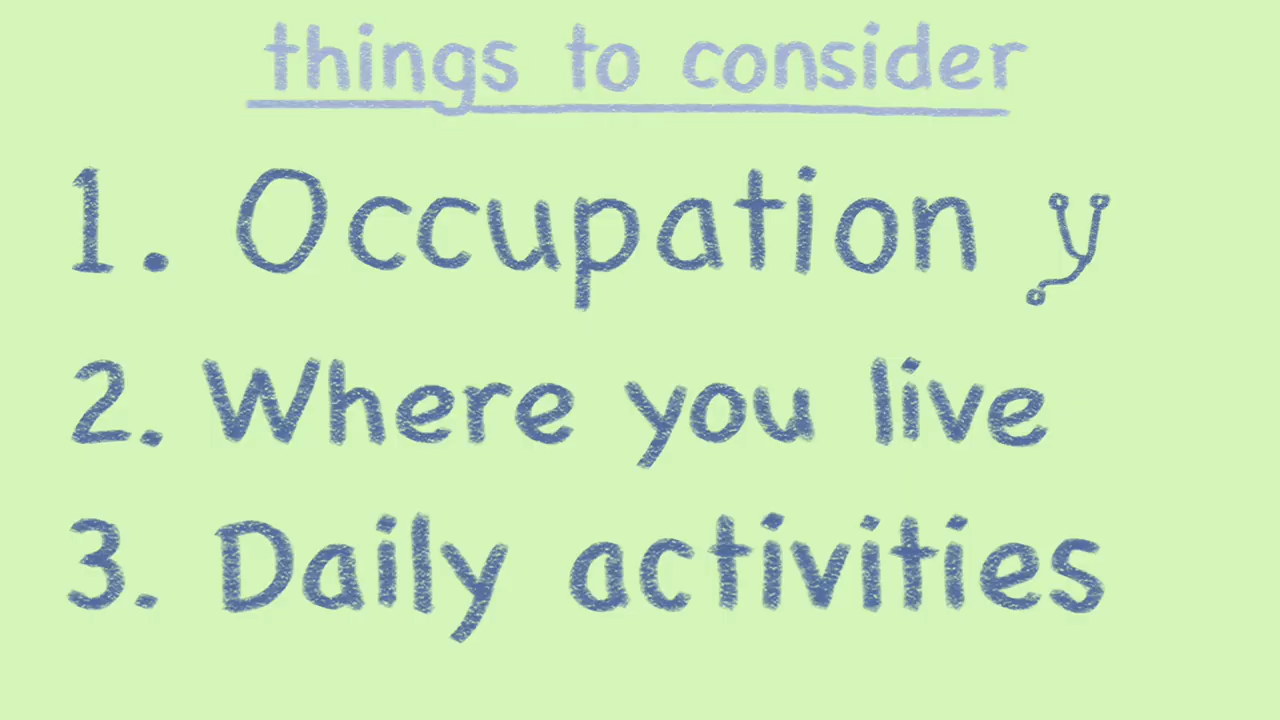 things to consider
1. Occupation
2. Where you live
3. Daily activities